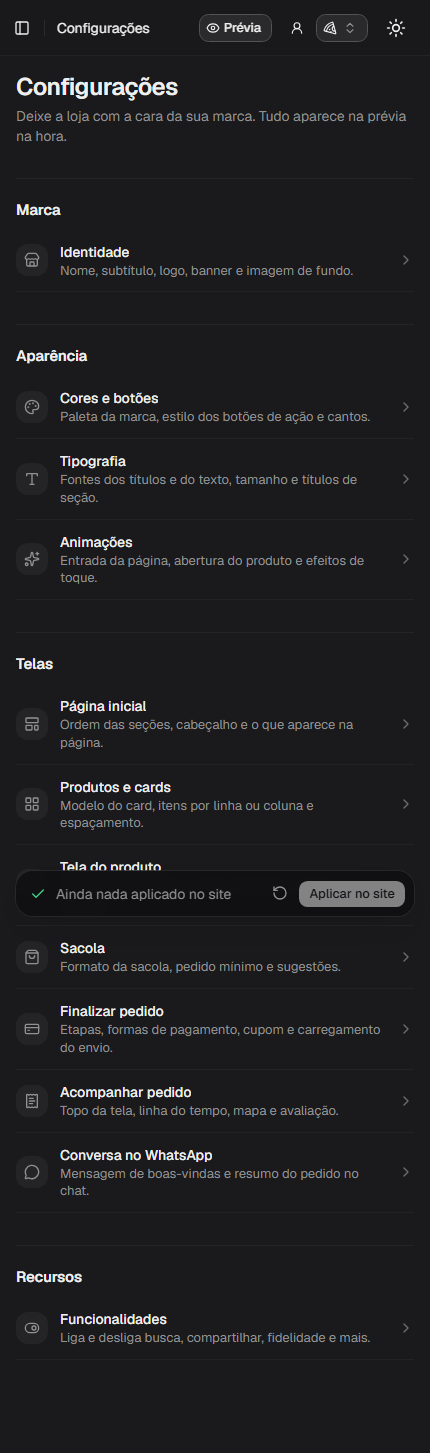 Configurações
Prévia
Configurações
Deixe a loja com a cara da sua marca. Tudo aparece na prévia
na hora.
Marca
Identidade
Nome, subtítulo, logo, banner e imagem de fundo.
Aparência
Cores e botões
Paleta da marca, estilo dos botões de ação e cantos.
Tipografia
Fontes dos títulos e do texto, tamanho e títulos de
seção.
Animações
Entrada da página, abertura do produto e efeitos de
toque.
Telas
Página inicial
Ordem das seções, cabeçalho e o que aparece na
página.
Produtos e cards
Modelo do card, itens por linha ou coluna e
espaçamento.
Tela do produto
Ainda nada aplicado no site
Aplicar no site
Sacola
Formato da sacola, pedido mínimo e sugestões.
Finalizar pedido
Etapas, formas de pagamento, cupom e carregamento
do envio.
Acompanhar pedido
Topo da tela, linha do tempo, mapa e avaliação.
Conversa no WhatsApp
Mensagem de boas-vindas e resumo do pedido no
chat.
Recursos
Funcionalidades
Liga e desliga busca, compartilhar, fidelidade e mais.